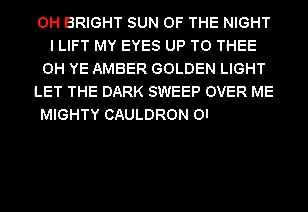 OH BRIGHT SUN OF THE NIGHT
I LIFT MY EYES UP TO THEE
OH YE AMBER GOLDEN LIGHT
LET THE DARK SWEEP OVER ME
MIGHTY CAULDRON